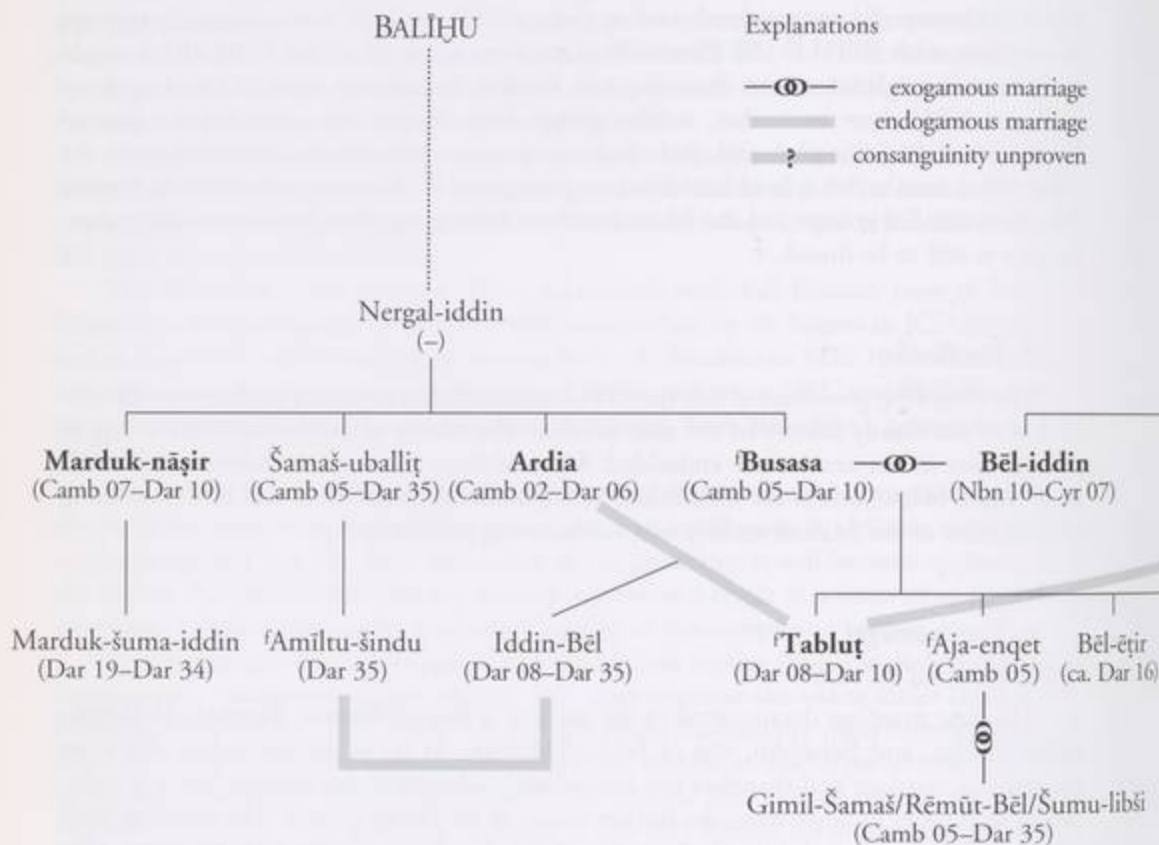 BALĪḪU
Explanations
exogamous marriage
endogamous marriage
? consanguinity unproven
Nergal-iddin
(–)
Marduk-nāṣir
(Camb 07–Dar 10)
Šamaš-uballiṭ
(Camb 05–Dar 35)
Ardia
(Camb 02–Dar 06)
ᶠBusasa
(Camb 05–Dar 10)
Bēl-iddin
(Nbn 10–Cyr 07)
Marduk-šuma-iddin
(Dar 19–Dar 34)
ᶠAmīltu-šindu
(Dar 35)
Iddin-Bēl
(Dar 08–Dar 35)
ᶠTabluṭ
(Dar 08–Dar 10)
ᶠAja-enqet
(Camb 05)
Bēl-ēṭir
(ca. Dar 16)
Gimil-Šamaš/Rēmūt-Bēl/Šumu-libši
(Camb 05–Dar 35)